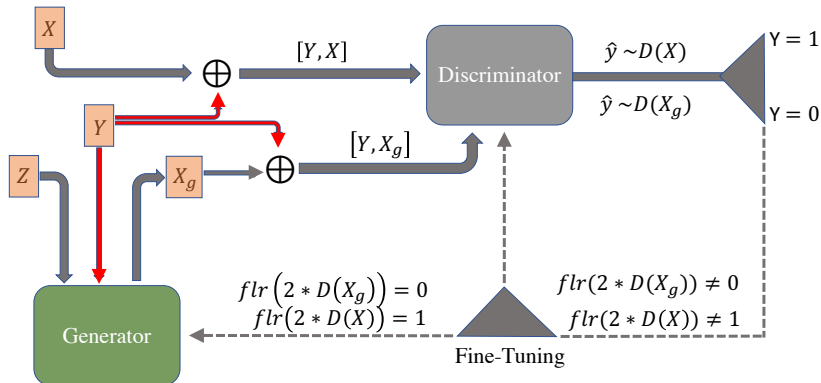 X
[Y, X]
Discriminator
ŷ ~D(X)
Y = 1
ŷ ~D(X_g)
Y = 0
Y
[Y, X_g]
Z
X_g
flr(2 * D(X_g)) = 0
flr(2 * D(X_g)) ≠ 0
flr(2 * D(X)) = 1
flr(2 * D(X)) ≠ 1
Generator
Fine-Tuning